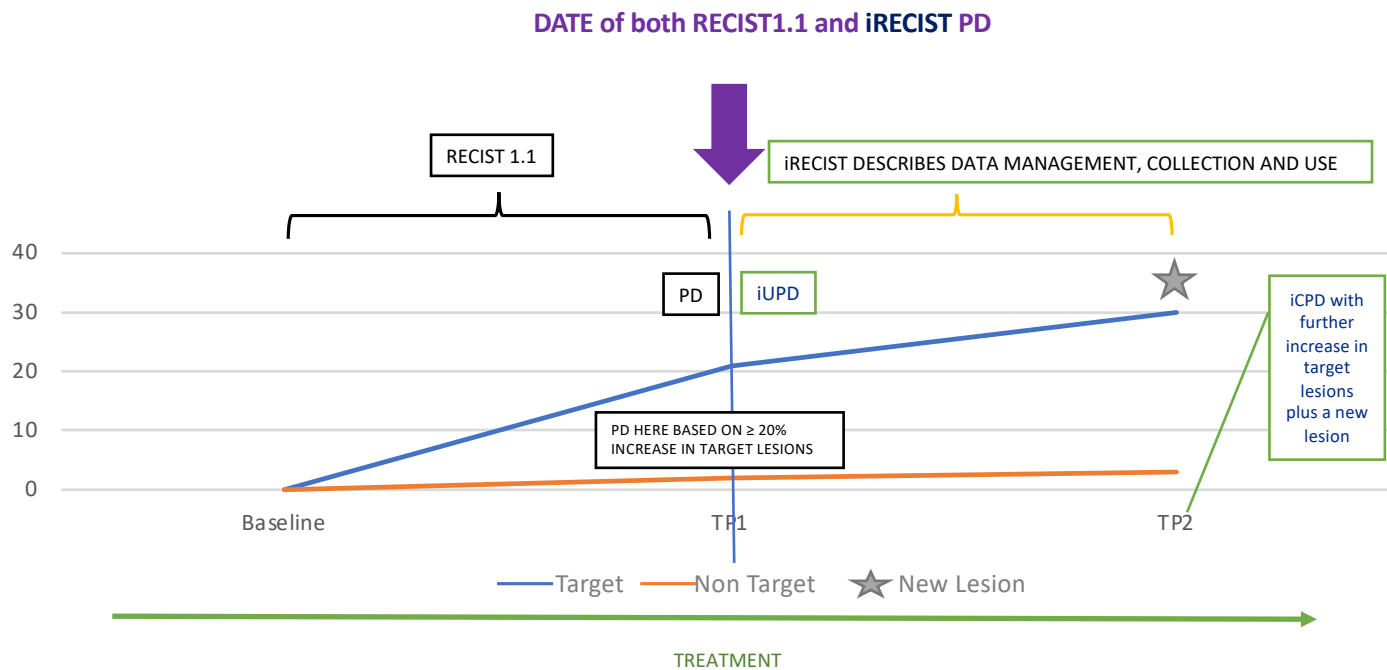 DATE of both RECIST1.1 and iRECIST PD
RECIST 1.1
iRECIST DESCRIBES DATA MANAGEMENT, COLLECTION AND USE
40
30
20
10
0
PD
iUPD
iCPD with
further
increase in
target
lesions
plus a new
lesion
PD HERE BASED ON ≥ 20%
INCREASE IN TARGET LESIONS
Baseline
TP1
TP2
Target
Non Target
New Lesion
TREATMENT